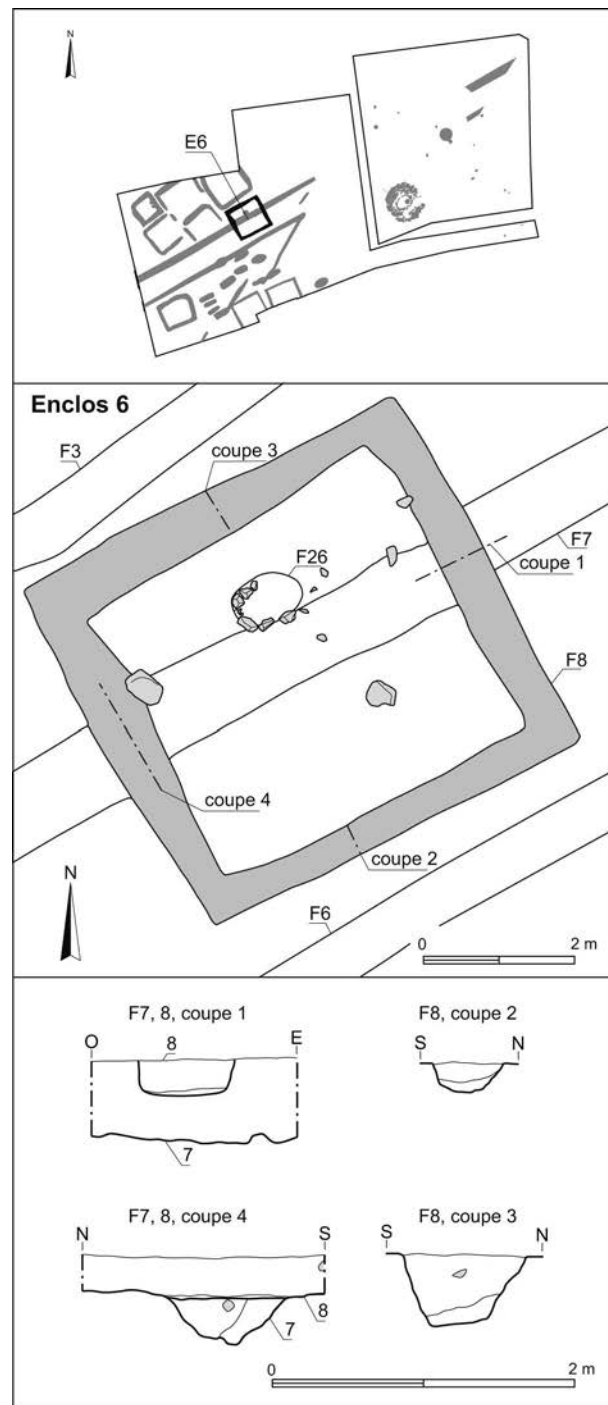 N
E6
Enclos 6
F3
coupe 3
F26
F7
coupe 1
F8
coupe 4
coupe 2
N
F6
0 2 m
F7, 8, coupe 1
O 8 E
7
F8, coupe 2
S N
F7, 8, coupe 4
N S
8
7
F8, coupe 3
S N
0 2 m